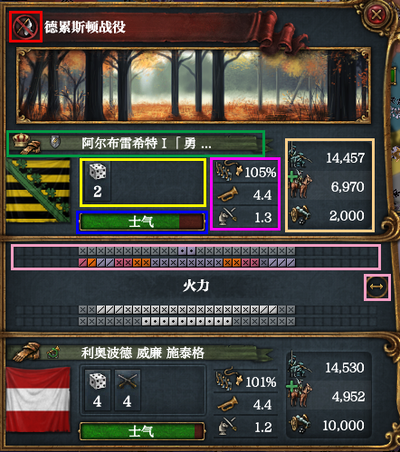 德累斯顿战役
阿尔布雷希特 I「勇 ...
2
士气
105%
4.4
1.3
14,457
6,970
2,000
火力
利奥波德 威廉 施泰格
4 4
士气
101%
4.4
1.2
14,530
4,952
10,000